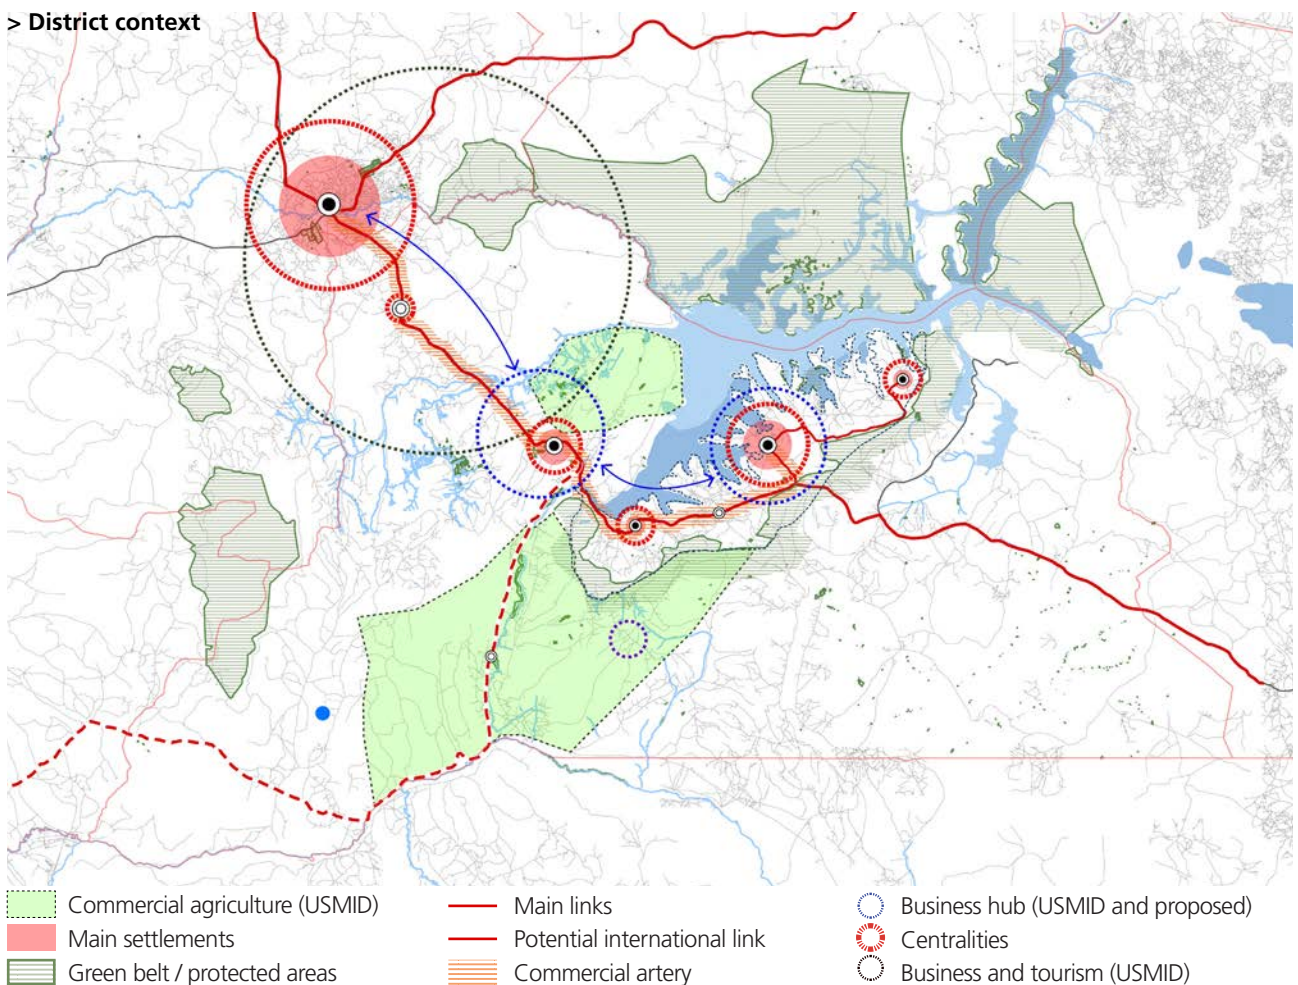 > District context
Commercial agriculture (USMID)
Main settlements
Green belt / protected areas
Main links
Potential international link
Commercial artery
Business hub (USMID and proposed)
Centralities
Business and tourism (USMID)